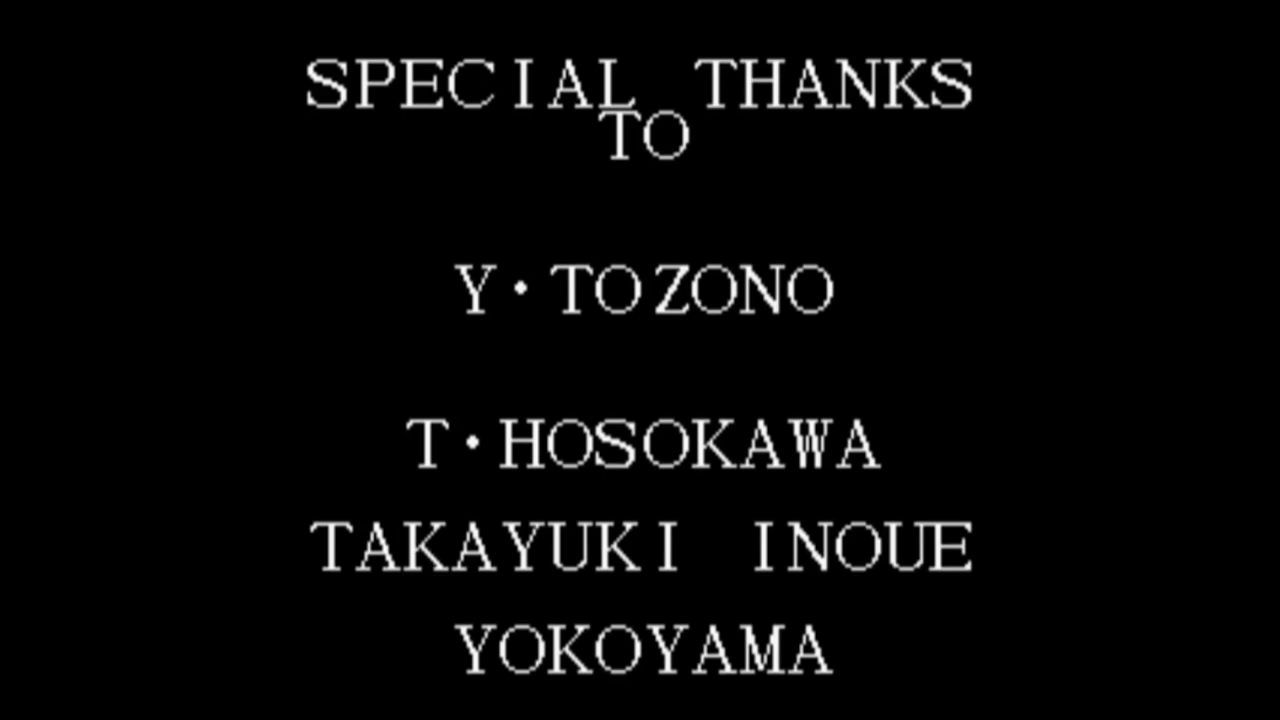 SPECIAL THANKS
TO
Y・TOZONO
T・HOSOKAWA
TAKAYUKI INOUE
YOKOYAMA